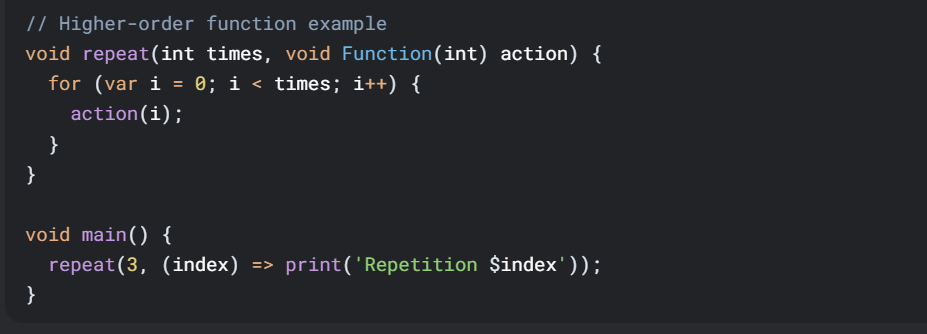 // Higher-order function example
void repeat(int times, void Function(int) action) {
  for (var i = 0; i < times; i++) {
    action(i);
  }
}

void main() {
  repeat(3, (index) => print('Repetition $index'));
}